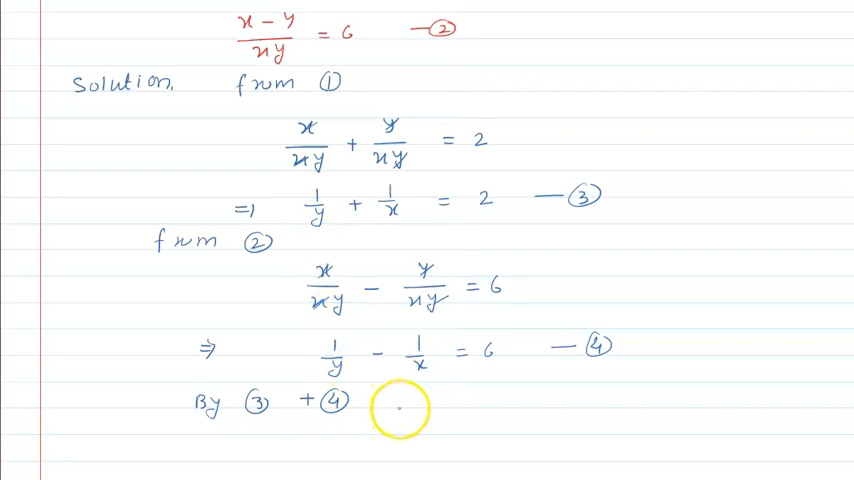 x - y / xy = 6 — ②
Solution. from ①
x / xy + y / xy = 2
⇒ 1/y + 1/x = 2 — ③
from ②
x / xy - y / xy = 6
⇒ 1/y - 1/x = 6 — ④
By ③ + ④